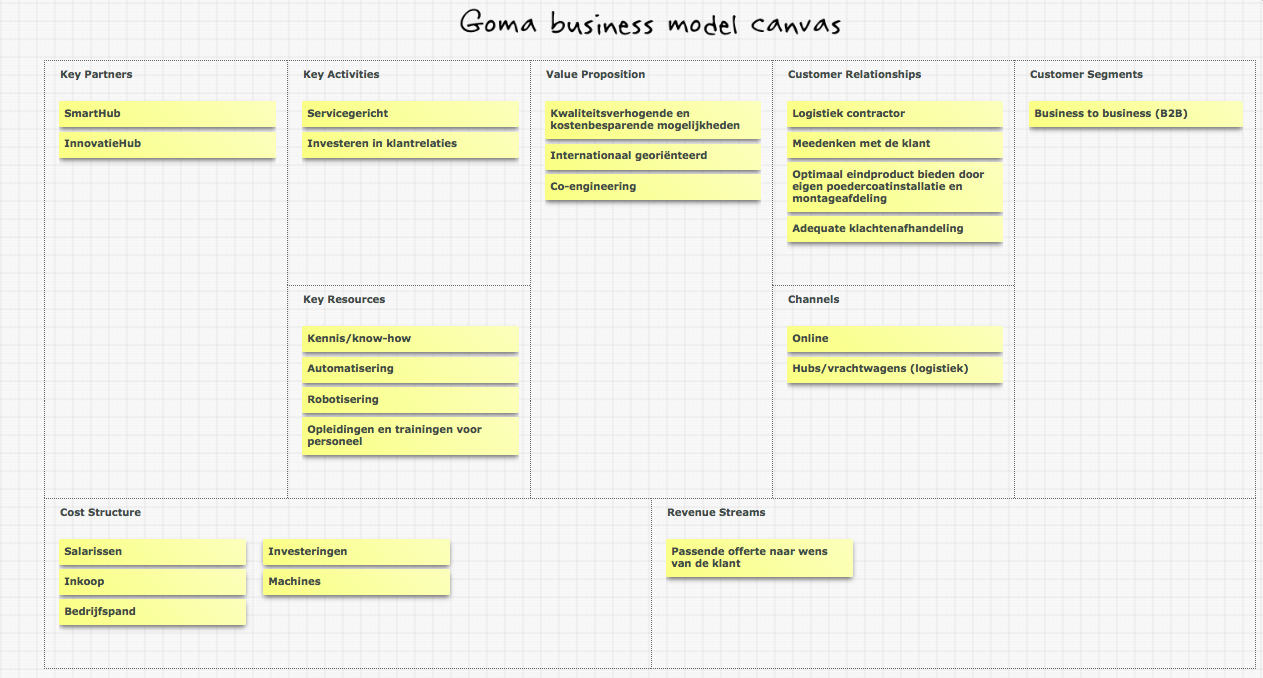 Goma business model canvas
Key Partners
SmartHub
InnovatieHub
Key Activities
Servicegericht
Investeren in klantrelaties
Key Resources
Kennis/know-how
Automatisering
Robotisering
Opleidingen en trainingen voor
personeel
Value Proposition
Kwaliteitsverhogende en
kostenbesparende mogelijkheden
Internationaal georiënteerd
Co-engineering
Customer Relationships
Logistiek contractor
Meedenken met de klant
Optimaal eindproduct bieden door
eigen poedercoatinstallatie en
montageafdeling
Adequate klachtenafhandeling
Channels
Online
Hubs/vrachtwagens (logistiek)
Customer Segments
Business to business (B2B)
Cost Structure
Salarissen
Inkoop
Bedrijfspand
Investeringen
Machines
Revenue Streams
Passende offerte naar wens
van de klant